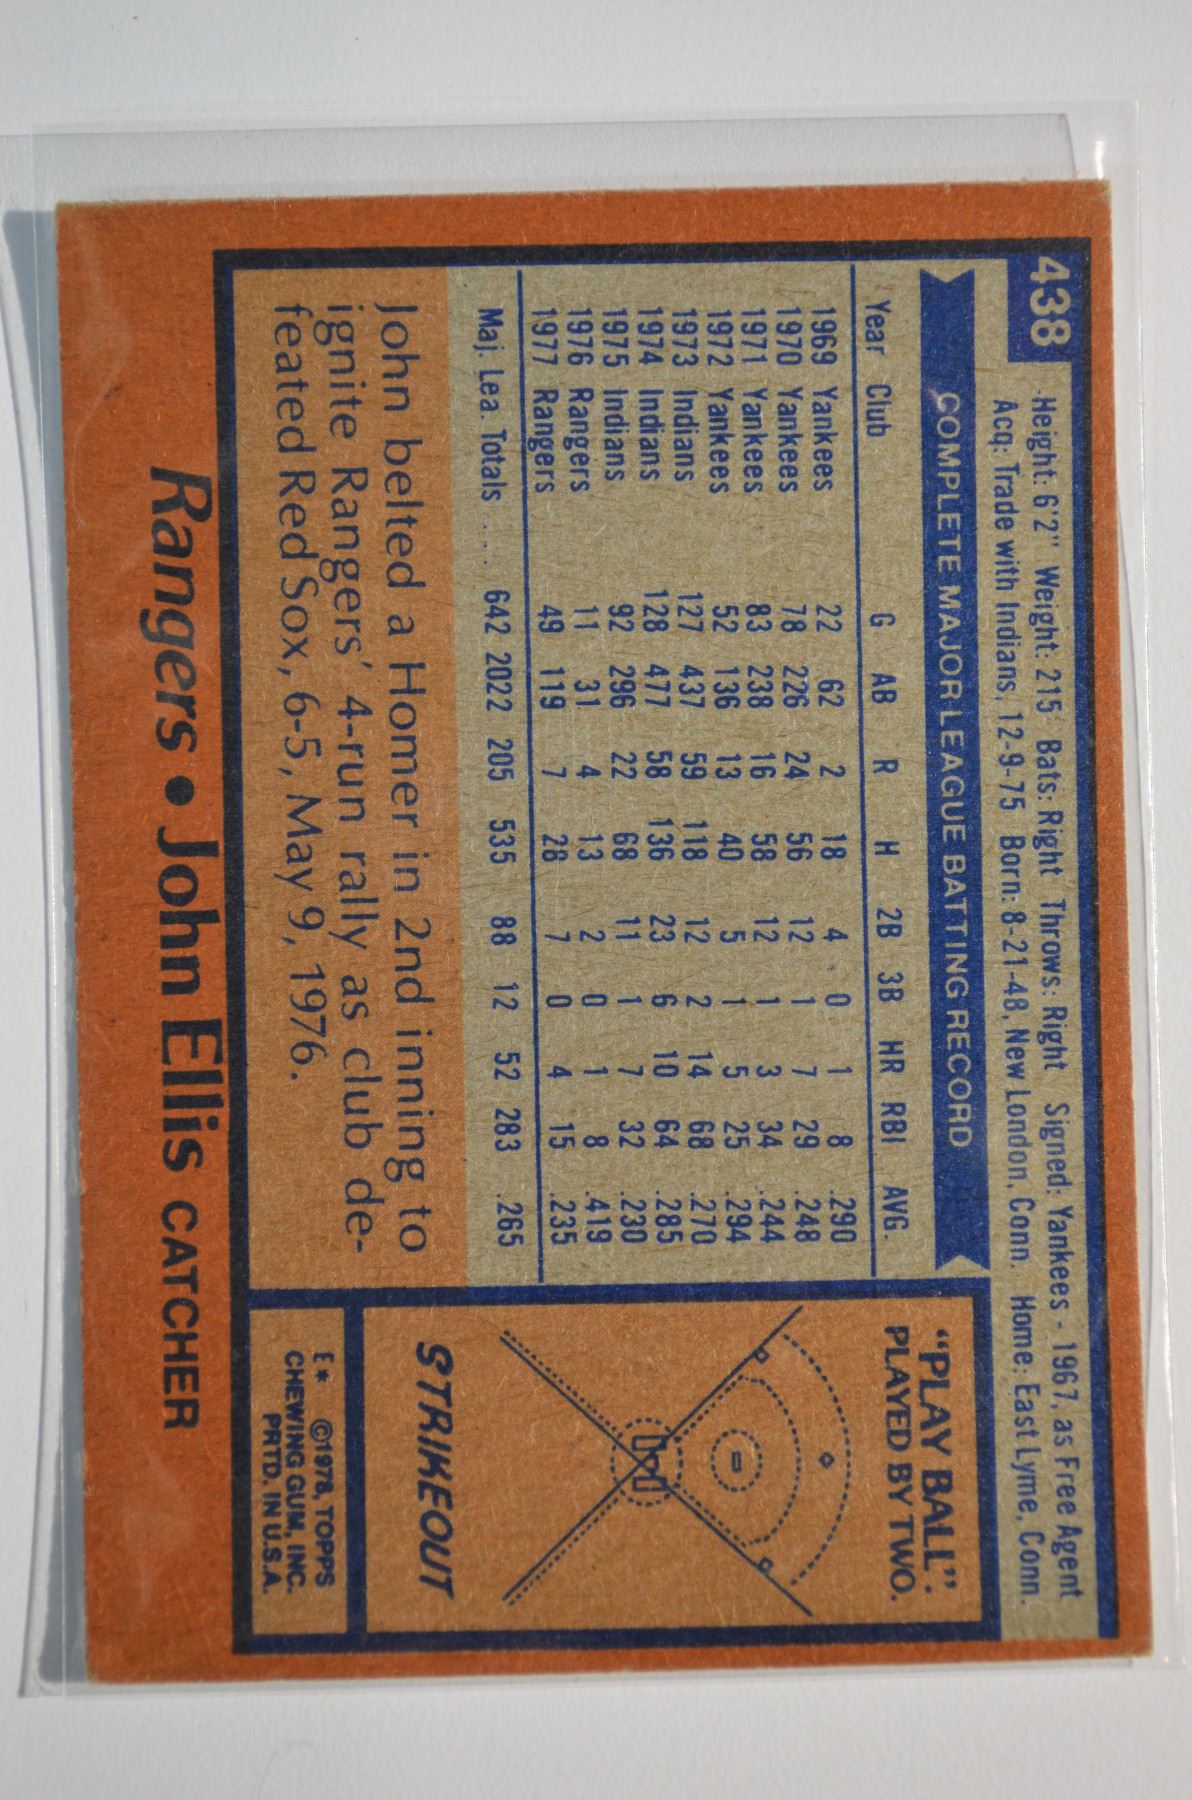 438
Height: 6'2" Weight: 215 Bats: Right Throws: Right Signed: Yankees - 1967, as Free Agent
Acq: Trade with Indians, 12-9-75 Born: 8-21-48, New London, Conn. Home: East Lyme, Conn.
COMPLETE MAJOR LEAGUE BATTING RECORD
Year Club G AB R H 2B 3B HR RBI AVG.
1969 Yankees 22 62 2 18 4 0 1 8 .290
1970 Yankees 78 226 24 56 12 1 7 29 .248
1971 Yankees 83 238 16 58 12 1 3 34 .244
1972 Yankees 52 136 13 40 5 1 5 25 .294
1973 Indians 127 437 59 118 12 2 14 68 .270
1974 Indians 128 477 58 136 23 6 10 64 .285
1975 Indians 92 296 22 68 11 1 7 32 .230
1976 Rangers 11 31 4 13 2 0 1 8 .419
1977 Rangers 49 119 7 28 7 0 4 15 .235
Maj. Lea. Totals .... 642 2022 205 535 88 12 52 283 .265
John belted a Homer in 2nd inning to
ignite Rangers' 4-run rally as club de-
feated Red Sox, 6-5, May 9, 1976.
"PLAY BALL":
PLAYED BY TWO.
STRIKEOUT
E* ©1978, TOPPS
CHEWING GUM, INC.
PRTD. IN U.S.A.
Rangers • John Ellis CATCHER